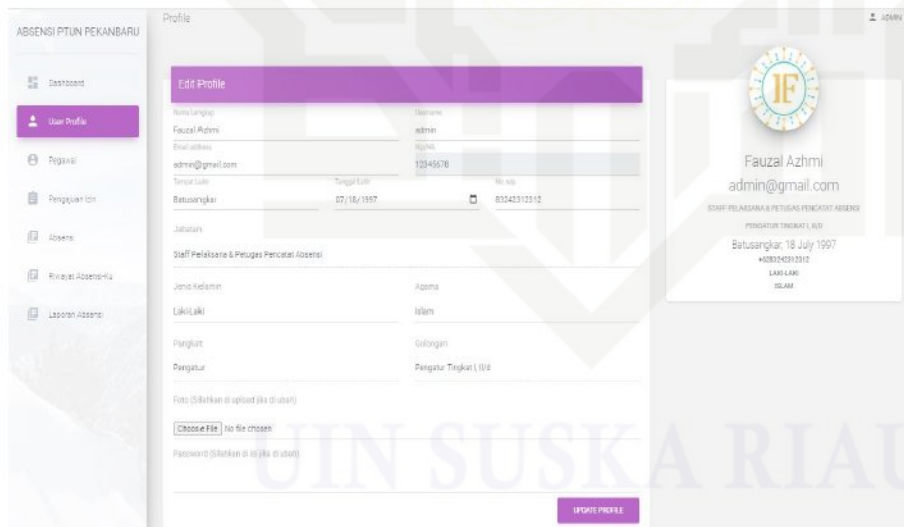 Profile
ADMIN
ABSENSI PTUN PEKANBARU
Dashboard
User Profile
Pegawai
Pengajuan Izin
Absensi
Riwayat Absensi-Ku
Laporan Absensi
Edit Profile
Nama Lengkap
Username
Fauzal Azhmi
admin
Email address
admin@gmail.com
12345678
Tempat Lahir
Tanggal Lahir
No Hp
Batusangkar
07/18/1997
83243312312
Jabatan
Staff Pelaksana & Petugas Pencatat Absensi
Jenis Kelamin
Agama
Laki-Laki
Islam
Pangkat
Golongan
Pengatur
Pengatur Tingkat I, II/d
Foto (Silahkan di upload jika di ubah)
Choose File No file chosen
Password (Silahkan di isi jika di ubah)
UPDATE PROFILE
IF
Fauzal Azhmi
admin@gmail.com
STAFF PELAKSANA & PETUGAS PENCATAT ABSENSI
PENGATUR TINGKAT I, II/D
Batusangkar, 18 July 1997
LAKI-LAKI
ISLAM
UIN SUSKA RIAU